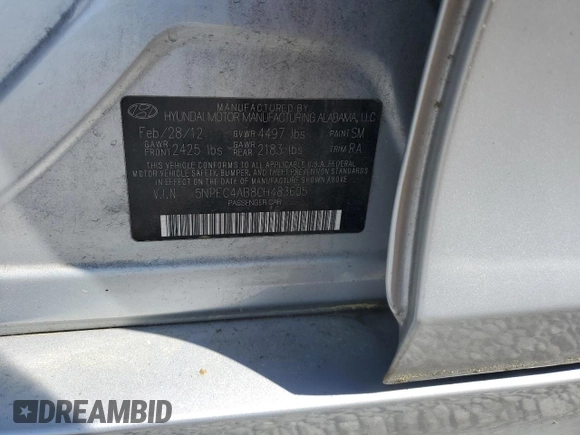 MANUFACTURED BY
HYUNDAI MOTOR MANUFACTURING ALABAMA, LLC
Feb/28/12 GVWR 4497 lbs PAINT SM
GAWR FRONT 2425 lbs GAWR REAR 2183 lbs TRIM RA
THIS VEHICLE CONFORMS TO ALL APPLICABLE U.S.A. FEDERAL
MOTOR VEHICLE SAFETY, BUMPER, AND THEFT PREVENTION STANDARDS
IN EFFECT ON THE DATE OF MANUFACTURE SHOWN ABOVE.
V.I.N. 5NPEC4AB8CH483605
PASSENGER CAR
DREAMBID